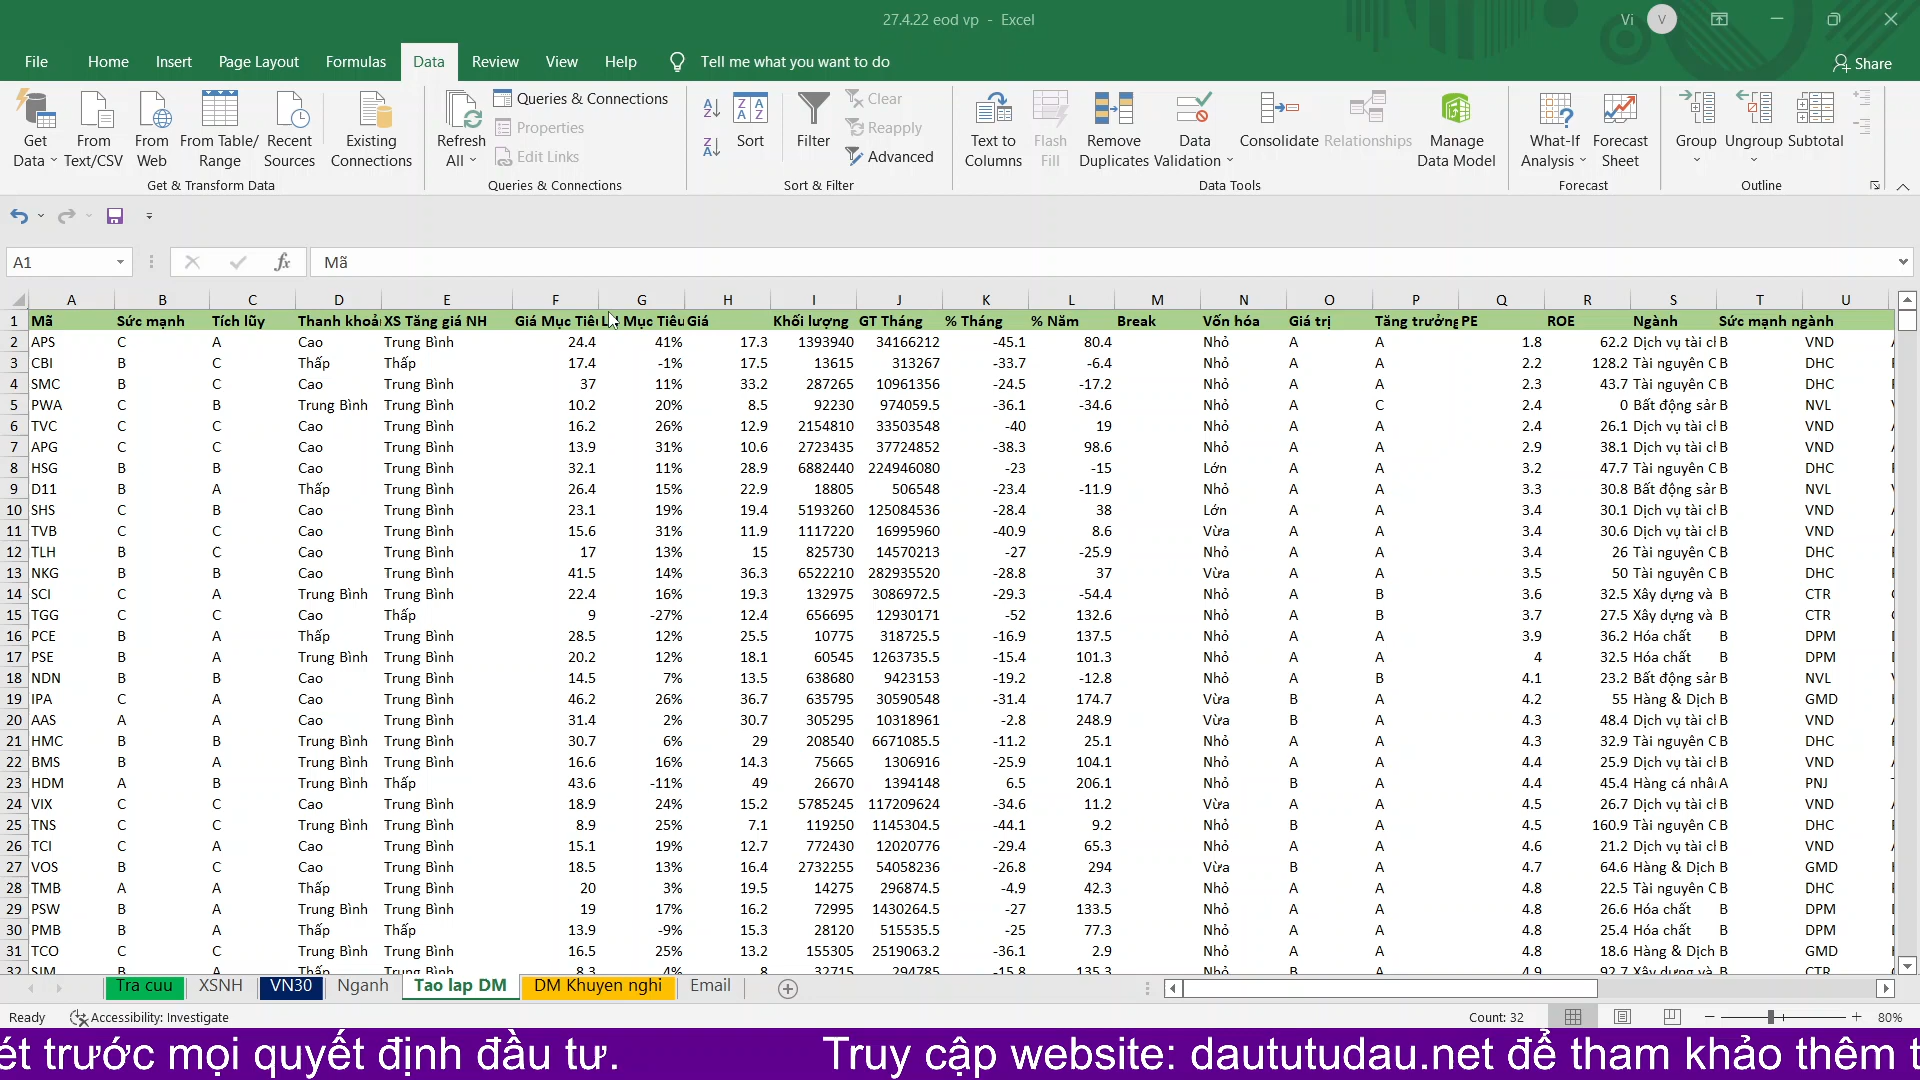 27.4.22 eod vp - Excel
Vi V
File Home Insert Page Layout Formulas Data Review View Help Tell me what you want to do Share
Get Data From Text/CSV From Web From Table/ Range Recent Sources Existing Connections
Get & Transform Data
Refresh All Queries & Connections Properties Edit Links
Queries & Connections
Sort Filter Clear Reapply Advanced
Sort & Filter
Text to Columns Flash Fill Remove Duplicates Data Validation Consolidate Relationships Manage Data Model
Data Tools
What-If Analysis Forecast Sheet
Forecast
Group Ungroup Subtotal
Outline
A1 fx Mã
A B C D E F G H I J K L M N O P Q R S T U
1 Mã Sức mạnh Tích lũy Thanh khoả XS Tăng giá NH Giá Mục Tiêu Mục Tiêu Giá Khối lượng GT Tháng % Tháng % Năm Break Vốn hóa Giá trị Tăng trưởng PE ROE Ngành Sức mạnh ngành
2 APS C A Cao Trung Bình 24.4 41% 17.3 1393940 34166212 -45.1 80.4 Nhỏ A A 1.8 62.2 Dịch vụ tài cl B VND
3 CBI B C Thấp Thấp 17.4 -1% 17.5 13615 313267 -33.7 -6.4 Nhỏ A A 2.2 128.2 Tài nguyên C B DHC
4 SMC B C Cao Trung Bình 37 11% 33.2 287265 10961356 -24.5 -17.2 Nhỏ A A 2.3 43.7 Tài nguyên C B DHC
5 PWA C B Trung Bình Trung Bình 10.2 20% 8.5 92230 974059.5 -36.1 -34.6 Nhỏ A C 2.4 0 Bất động sản B NVL
6 TVC C C Cao Trung Bình 16.2 26% 12.9 2154810 33503548 -40 19 Nhỏ A A 2.4 26.1 Dịch vụ tài cl B VND
7 APG C C Cao Trung Bình 13.9 31% 10.6 2723435 37724852 -38.3 98.6 Nhỏ A A 2.9 38.1 Dịch vụ tài cl B VND
8 HSG B B Cao Trung Bình 32.1 11% 28.9 6882440 224946080 -23 -15 Lớn A A 3.2 47.7 Tài nguyên C B DHC
9 D11 B A Thấp Trung Bình 26.4 15% 22.9 18805 506548 -23.4 -11.9 Nhỏ A A 3.3 30.8 Bất động sản B NVL
10 SHS C B Cao Trung Bình 23.1 19% 19.4 5193260 125084536 -28.4 38 Lớn A A 3.4 30.1 Dịch vụ tài cl B VND
11 TVB C C Cao Trung Bình 15.6 31% 11.9 1117220 16995960 -40.9 8.6 Vừa A A 3.4 30.6 Dịch vụ tài cl B VND
12 TLH B C Cao Trung Bình 17 13% 15 825730 14570213 -27 -25.9 Nhỏ A A 3.4 26 Tài nguyên C B DHC
13 NKG B B Cao Trung Bình 41.5 14% 36.3 6522210 282935520 -28.8 37 Vừa A A 3.5 50 Tài nguyên C B DHC
14 SCI C A Trung Bình Trung Bình 22.4 16% 19.3 132975 3086972.5 -29.3 -54.4 Nhỏ A B 3.6 32.5 Xây dựng và B CTR
15 TGG C C Cao Thấp 9 -27% 12.4 656695 12930171 -52 132.6 Nhỏ A B 3.7 27.5 Xây dựng và B CTR
16 PCE B A Thấp Trung Bình 28.5 12% 25.5 10775 318725.5 -16.9 137.5 Nhỏ A A 3.9 36.2 Hóa chất B DPM
17 PSE B A Trung Bình Trung Bình 20.2 12% 18.1 60545 1263735.5 -15.4 101.3 Nhỏ A A 4 32.5 Hóa chất B DPM
18 NDN B B Cao Trung Bình 14.5 7% 13.5 638680 9423153 -19.2 -12.8 Nhỏ A B 4.1 23.2 Bất động sản B NVL
19 IPA C A Cao Trung Bình 46.2 26% 36.7 635795 30590548 -31.4 174.7 Vừa B A 4.2 55 Hàng & Dịch B GMD
20 AAS A A Cao Trung Bình 31.4 2% 30.7 305295 10318961 -2.8 248.9 Vừa B A 4.3 48.4 Dịch vụ tài cl B VND
21 HMC B B Trung Bình Trung Bình 30.7 6% 29 208540 6671085.5 -11.2 25.1 Nhỏ A A 4.3 32.9 Tài nguyên C B DHC
22 BMS B A Trung Bình Trung Bình 16.6 16% 14.3 75665 1306916 -25.9 104.1 Nhỏ A A 4.4 25.9 Dịch vụ tài cl B VND
23 HDM A B Trung Bình Thấp 43.6 -11% 49 26670 1394148 6.5 206.1 Nhỏ B A 4.4 45.4 Hàng cá nhâ A PNJ
24 VIX C C Cao Trung Bình 18.9 24% 15.2 5785245 117209624 -34.6 11.2 Vừa A A 4.5 26.7 Dịch vụ tài cl B VND
25 TNS C C Trung Bình Trung Bình 8.9 25% 7.1 119250 1145304.5 -44.1 9.2 Nhỏ B A 4.5 160.9 Tài nguyên C B DHC
26 TCI C A Cao Trung Bình 15.1 19% 12.7 772430 12020776 -29.4 65.3 Nhỏ A A 4.6 21.2 Dịch vụ tài cl B VND
27 VOS B C Cao Trung Bình 18.5 13% 16.4 2732255 54058236 -26.8 294 Vừa B A 4.7 64.6 Hàng & Dịch B GMD
28 TMB A A Thấp Trung Bình 20 3% 19.5 14275 296874.5 -4.9 42.3 Nhỏ A A 4.8 22.5 Tài nguyên C B DHC
29 PSW B A Trung Bình Trung Bình 19 17% 16.2 72995 1430264.5 -27 133.5 Nhỏ A A 4.8 26.6 Hóa chất B DPM
30 PMB B A Thấp Thấp 13.9 -9% 15.3 28120 515535.5 -25 77.3 Nhỏ A A 4.8 25.4 Hóa chất B DPM
31 TCO C C Trung Bình Trung Bình 16.5 25% 13.2 155305 2519063.2 -36.1 2.9 Nhỏ A A 4.8 18.6 Hàng & Dịch B GMD
32 SJM B A Thấp Trung Bình 8.3 4% 8 32715 294785 -15.8 135.3 Nhỏ B A 4.9 92.7 Xây dựng và B CTR
Tra cuu XSNH VN30 Nganh Tao lap DM DM Khuyen nghi Email
Ready Accessibility: Investigate Count: 32 80%
ét trước mọi quyết định đầu tư. Truy cập website: dautututudau.net để tham khảo thêm t